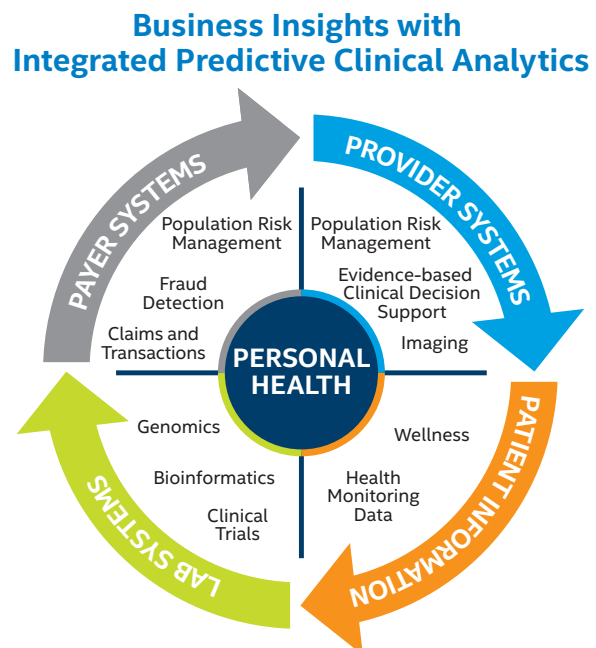 Business Insights with
Integrated Predictive Clinical Analytics
PAYER SYSTEMS
Population Risk
Management
Fraud
Detection
Claims and
Transactions
PROVIDER SYSTEMS
Population Risk
Management
Evidence-based
Clinical Decision
Support
Imaging
PERSONAL
HEALTH
PATIENT INFORMATION
Wellness
Health
Monitoring
Data
LAB SYSTEMS
Genomics
Bioinformatics
Clinical
Trials